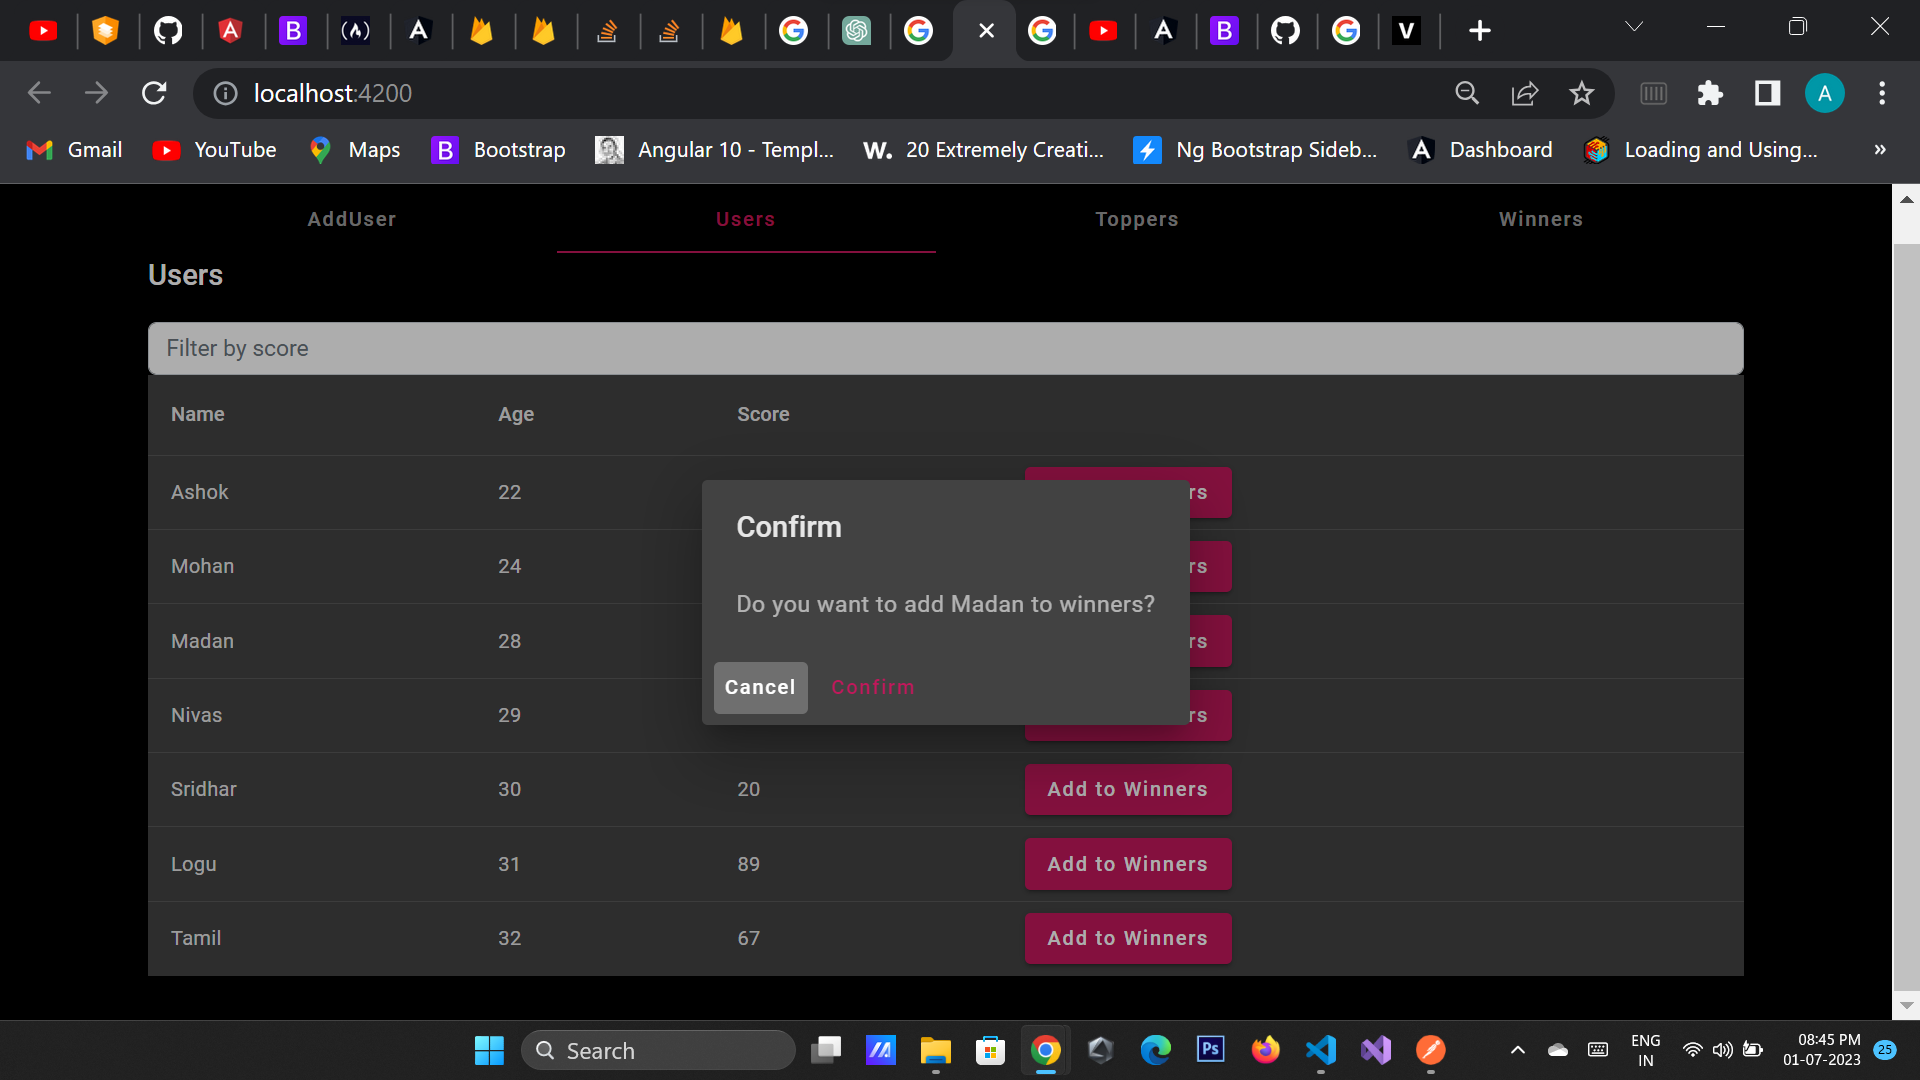 localhost:4200
A
Gmail
YouTube
Maps
Bootstrap
Angular 10 - Templ...
20 Extremely Creati...
Ng Bootstrap Sideb...
Dashboard
Loading and Using...
»
AddUser
Users
Toppers
Winners
Users
Filter by score
Name Age Score
Ashok 22 rs
Mohan 24 rs
Madan 28 rs
Nivas 29 rs
Confirm
Do you want to add Madan to winners?
Cancel Confirm
Sridhar 30 20 Add to Winners
Logu 31 89 Add to Winners
Tamil 32 67 Add to Winners
Search
Ps
ENG
IN
08:45 PM
01-07-2023
25